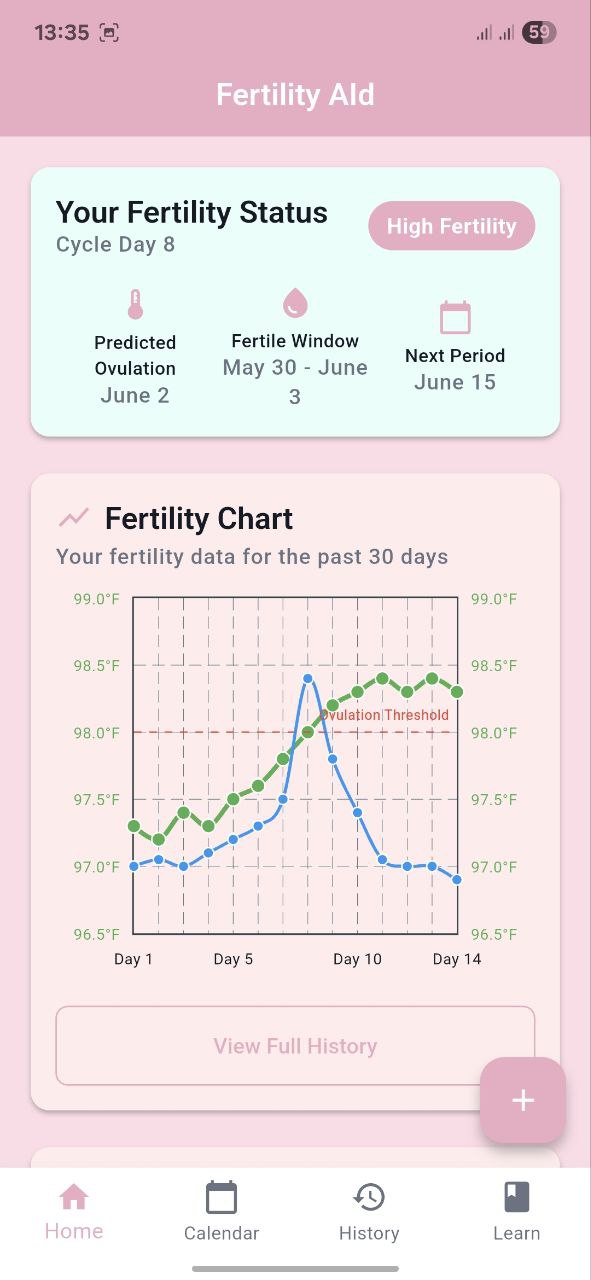 13:35
59
Fertility AId
Your Fertility Status
Cycle Day 8
High Fertility
Predicted
Ovulation
June 2
Fertile Window
May 30 - June
3
Next Period
June 15
Fertility Chart
Your fertility data for the past 30 days
99.0°F
99.0°F
98.5°F
98.5°F
Ovulation Threshold
98.0°F
98.0°F
97.5°F
97.5°F
97.0°F
97.0°F
96.5°F
96.5°F
Day 1
Day 5
Day 10
Day 14
View Full History
+
Home
Calendar
History
Learn